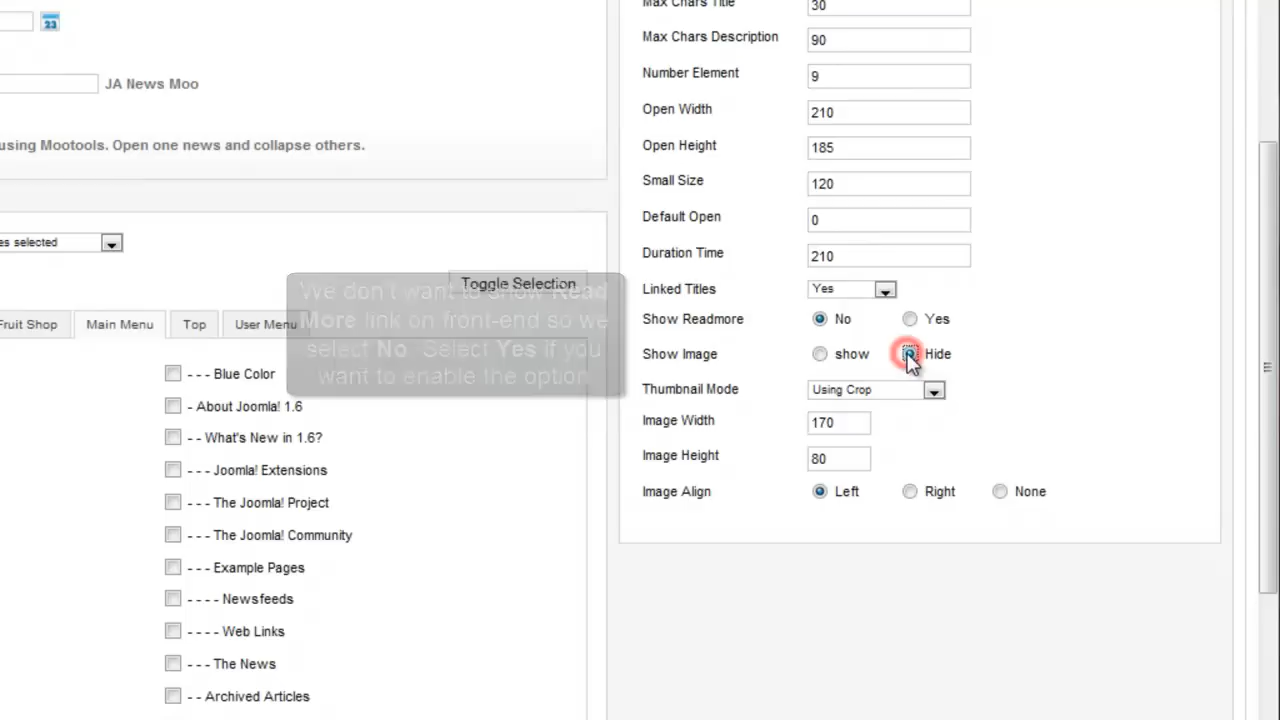 23
JA News Moo
using Mootools. Open one news and collapse others.
es selected
Toggle Selection
Fruit Shop
Main Menu
Top
User Menu
We don't want to show Read
More link on front-end so we
select No. Select Yes if you
want to enable the option
- - - Blue Color
- About Joomla! 1.6
- - What's New in 1.6?
- - - Joomla! Extensions
- - - The Joomla! Project
- - - The Joomla! Community
- - - Example Pages
- - - - Newsfeeds
- - - - Web Links
- - - The News
- - Archived Articles
Max Chars Title 30
Max Chars Description 90
Number Element 9
Open Width 210
Open Height 185
Small Size 120
Default Open 0
Duration Time 210
Linked Titles Yes
Show Readmore No Yes
Show Image show Hide
Thumbnail Mode Using Crop
Image Width 170
Image Height 80
Image Align Left Right None